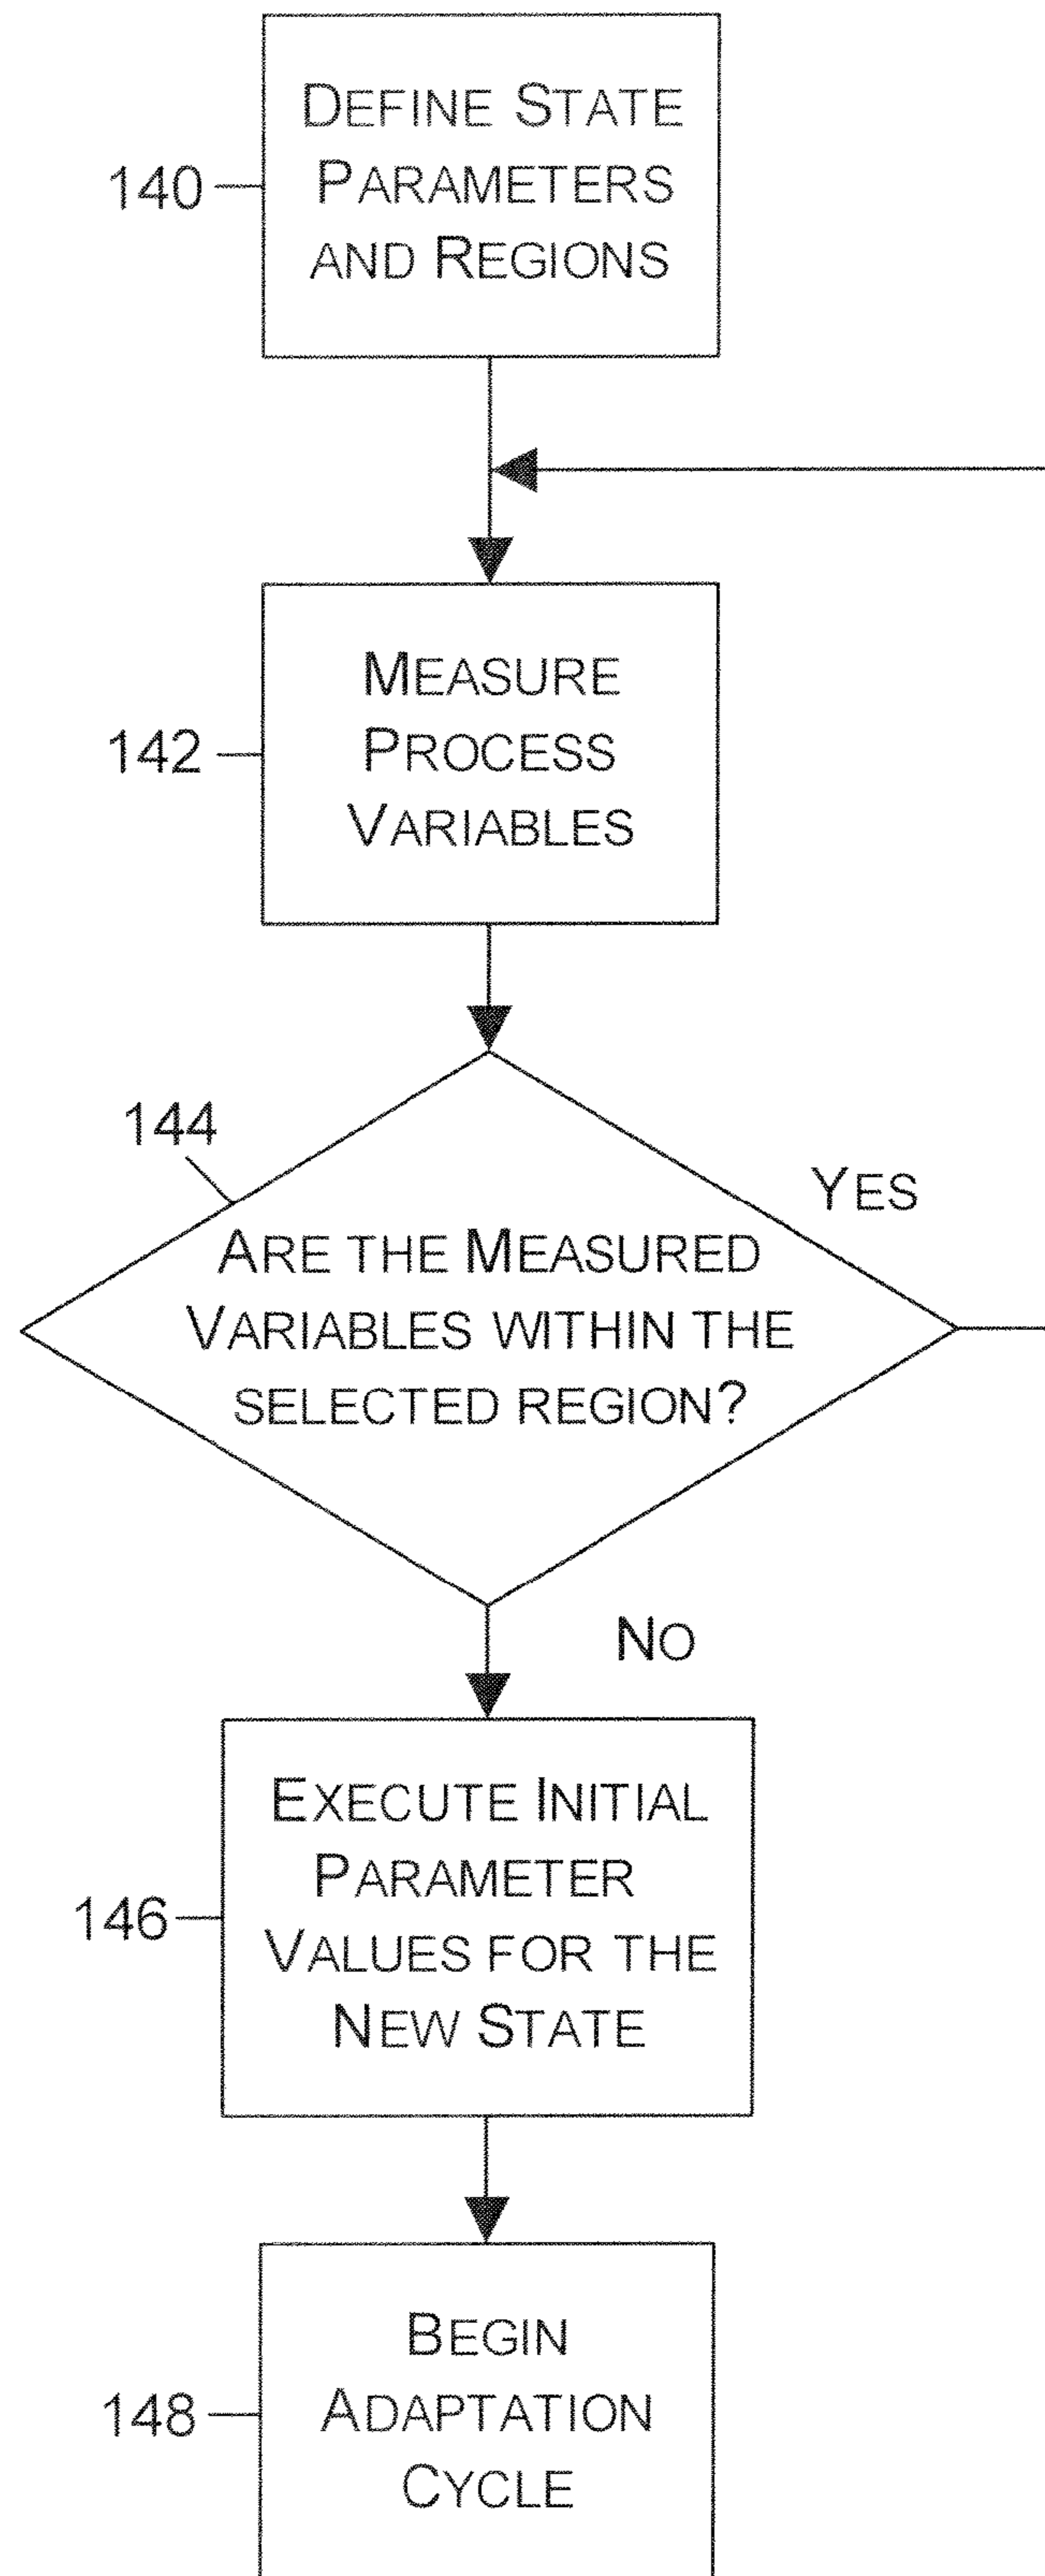 DEFINE STATE
PARAMETERS
AND REGIONS
140
MEASURE
PROCESS
VARIABLES
142
144
YES
ARE THE MEASURED
VARIABLES WITHIN THE
SELECTED REGION?
NO
EXECUTE INITIAL
PARAMETER
VALUES FOR THE
NEW STATE
146
BEGIN
ADAPTATION
CYCLE
148